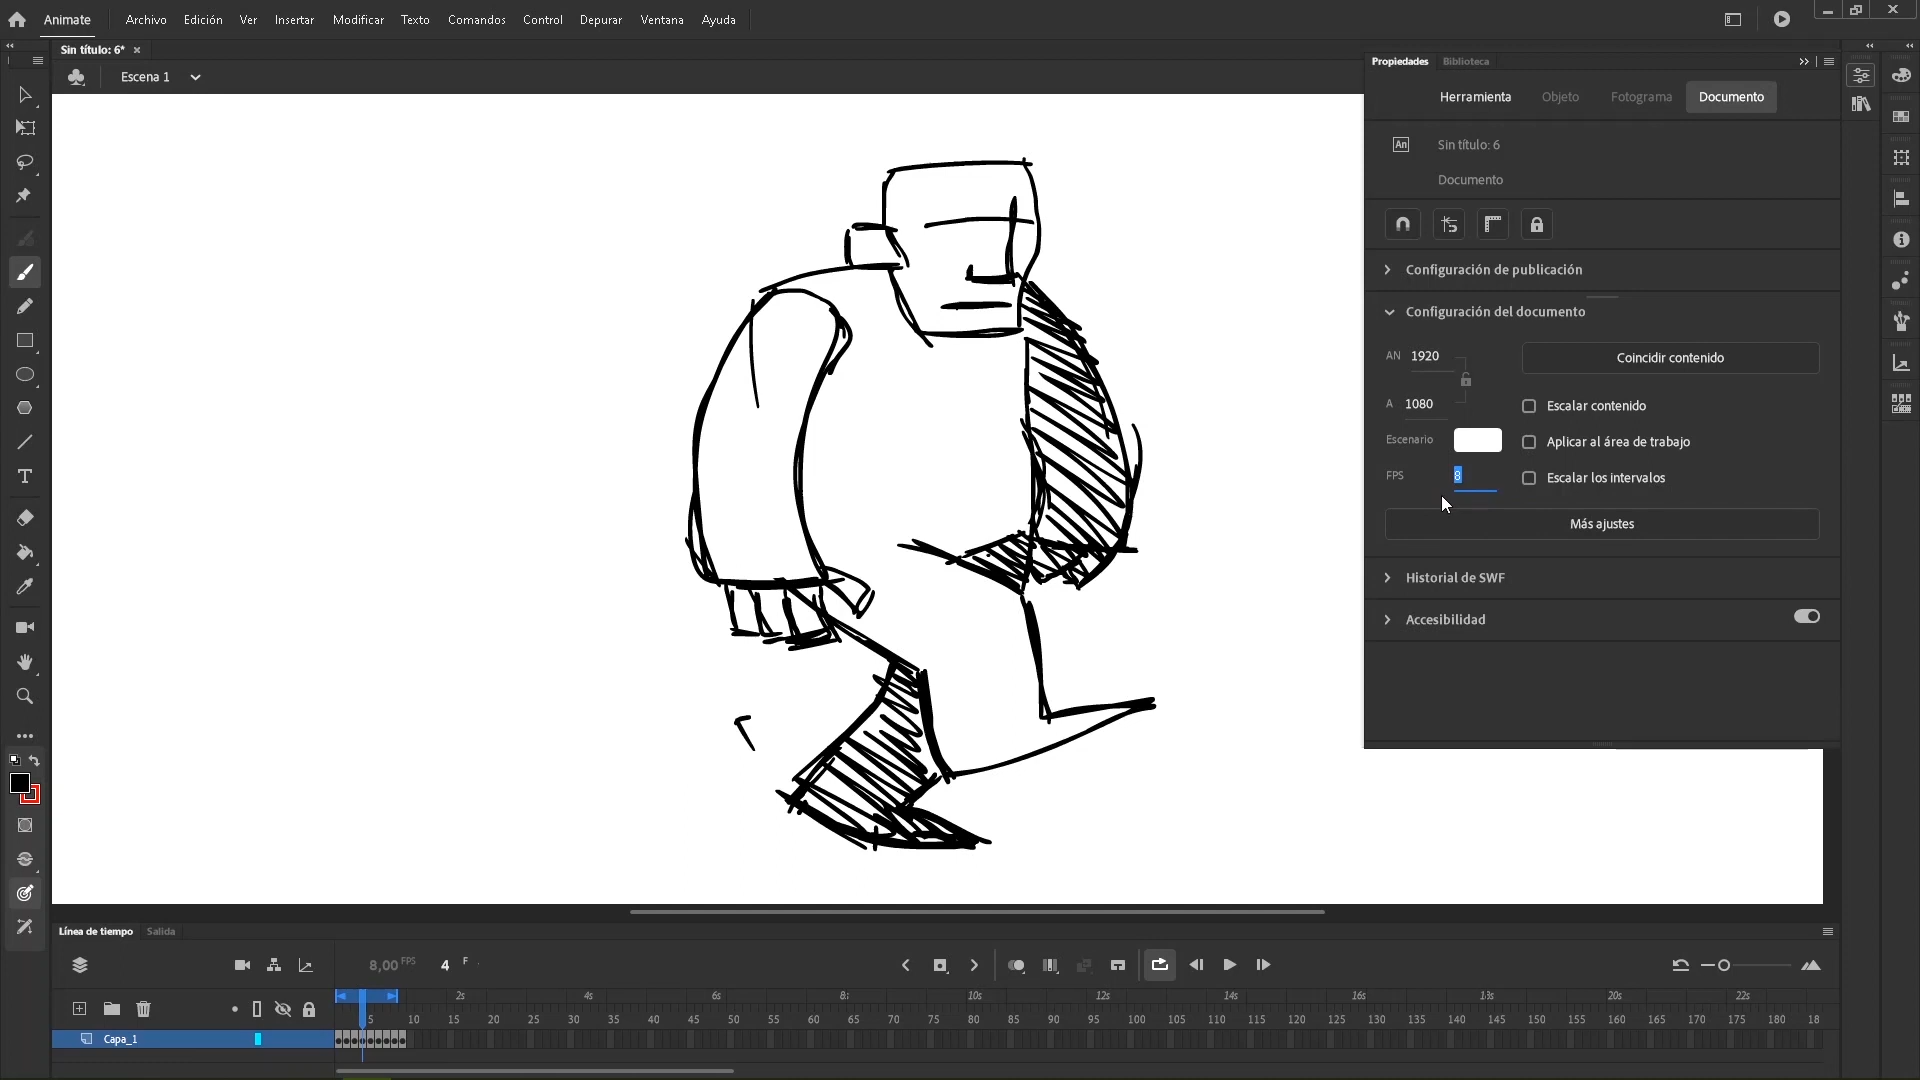 Animate
Archivo
Edición
Ver
Insertar
Modificar
Texto
Comandos
Control
Depurar
Ventana
Ayuda
Sin título: 6*
Escena 1
Propiedades
Biblioteca
Herramienta
Objeto
Fotograma
Documento
An
Sin título: 6
Documento
Configuración de publicación
Configuración del documento
AN 1920
Coincidir contenido
A 1080
Escalar contenido
Escenario
Aplicar al área de trabajo
FPS 8
Escalar los intervalos
Más ajustes
Historial de SWF
Accesibilidad
T
Línea de tiempo
Salida
8,00 FPS
4 F
2s 4s 6s 8s 10s 12s 14s 16s 18s 20s 22s
5 10 15 20 25 30 35 40 45 50 55 60 65 70 75 80 85 90 95 100 105 110 115 120 125 130 135 140 145 150 155 160 165 170 175 180 18
Capa_1